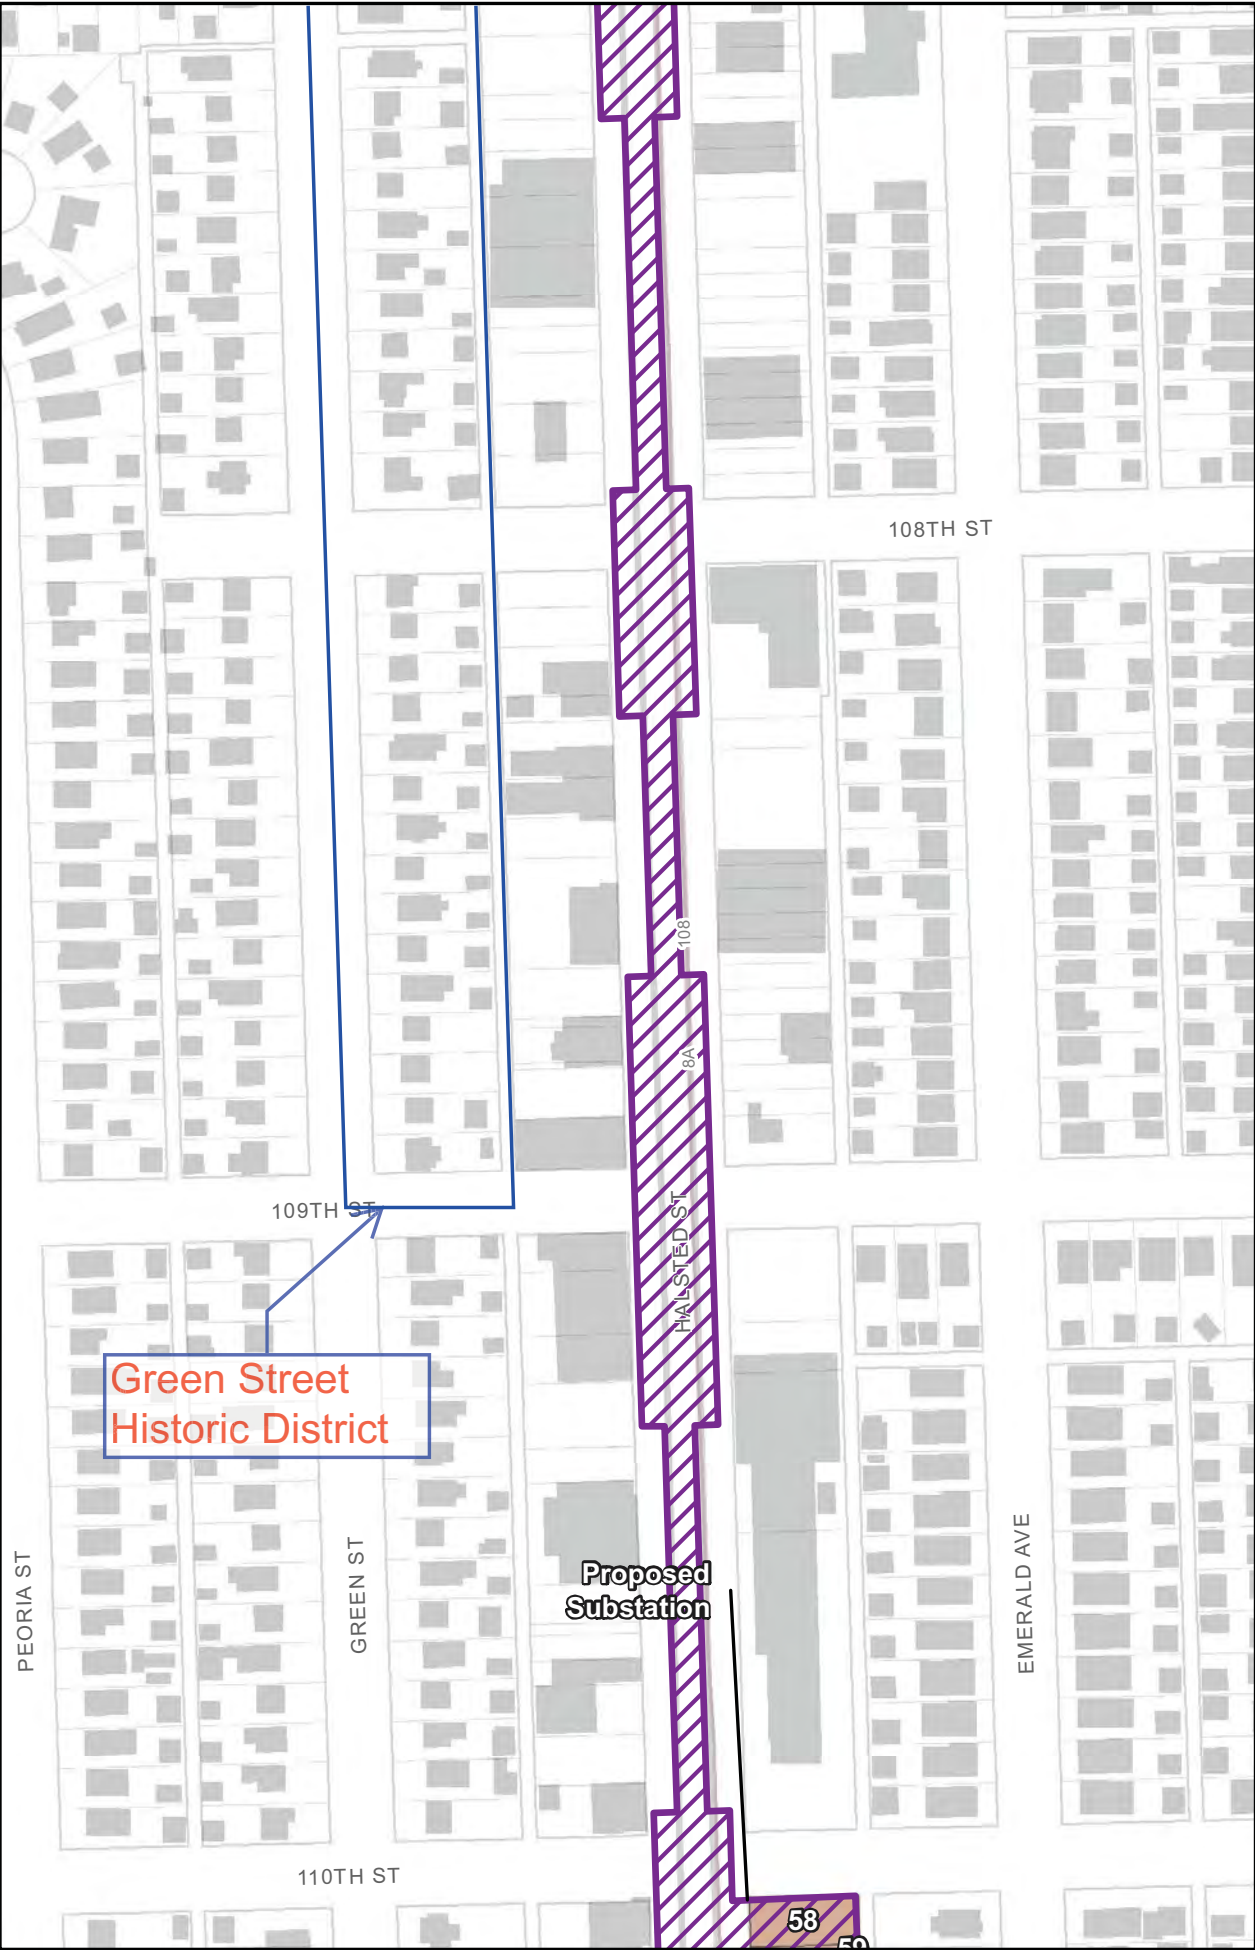 108TH ST
108
8A
HALSTED ST
109TH ST
Green Street
Historic District
PEORIA ST
GREEN ST
Proposed
Substation
EMERALD AVE
110TH ST
58
59